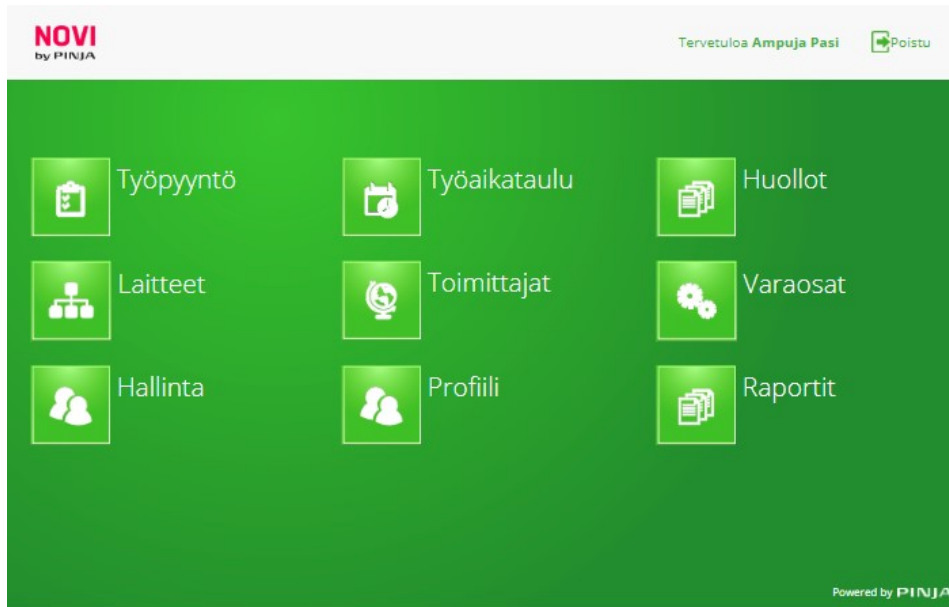 NOVI
by PINJA
Tervetuloa Ampuja Pasi
Poistu
Työpyyntö
Työaikataulu
Huollot
Laitteet
Toimittajat
Varaosat
Hallinta
Profiili
Raportit
Powered by PINJA